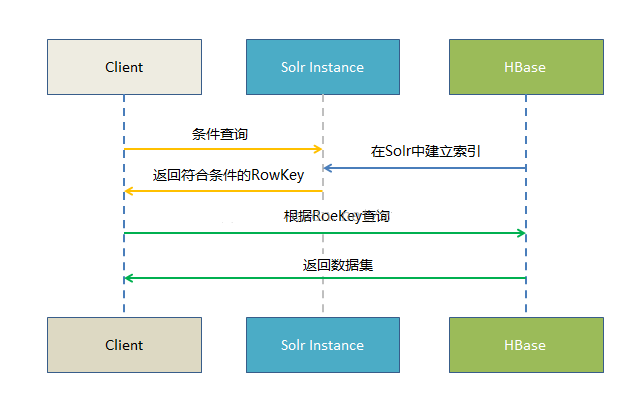 Client
Solr Instance
HBase
条件查询
在Solr中建立索引
返回符合条件的RowKey
根据RoeKey查询
返回数据集
Client
Solr Instance
HBase